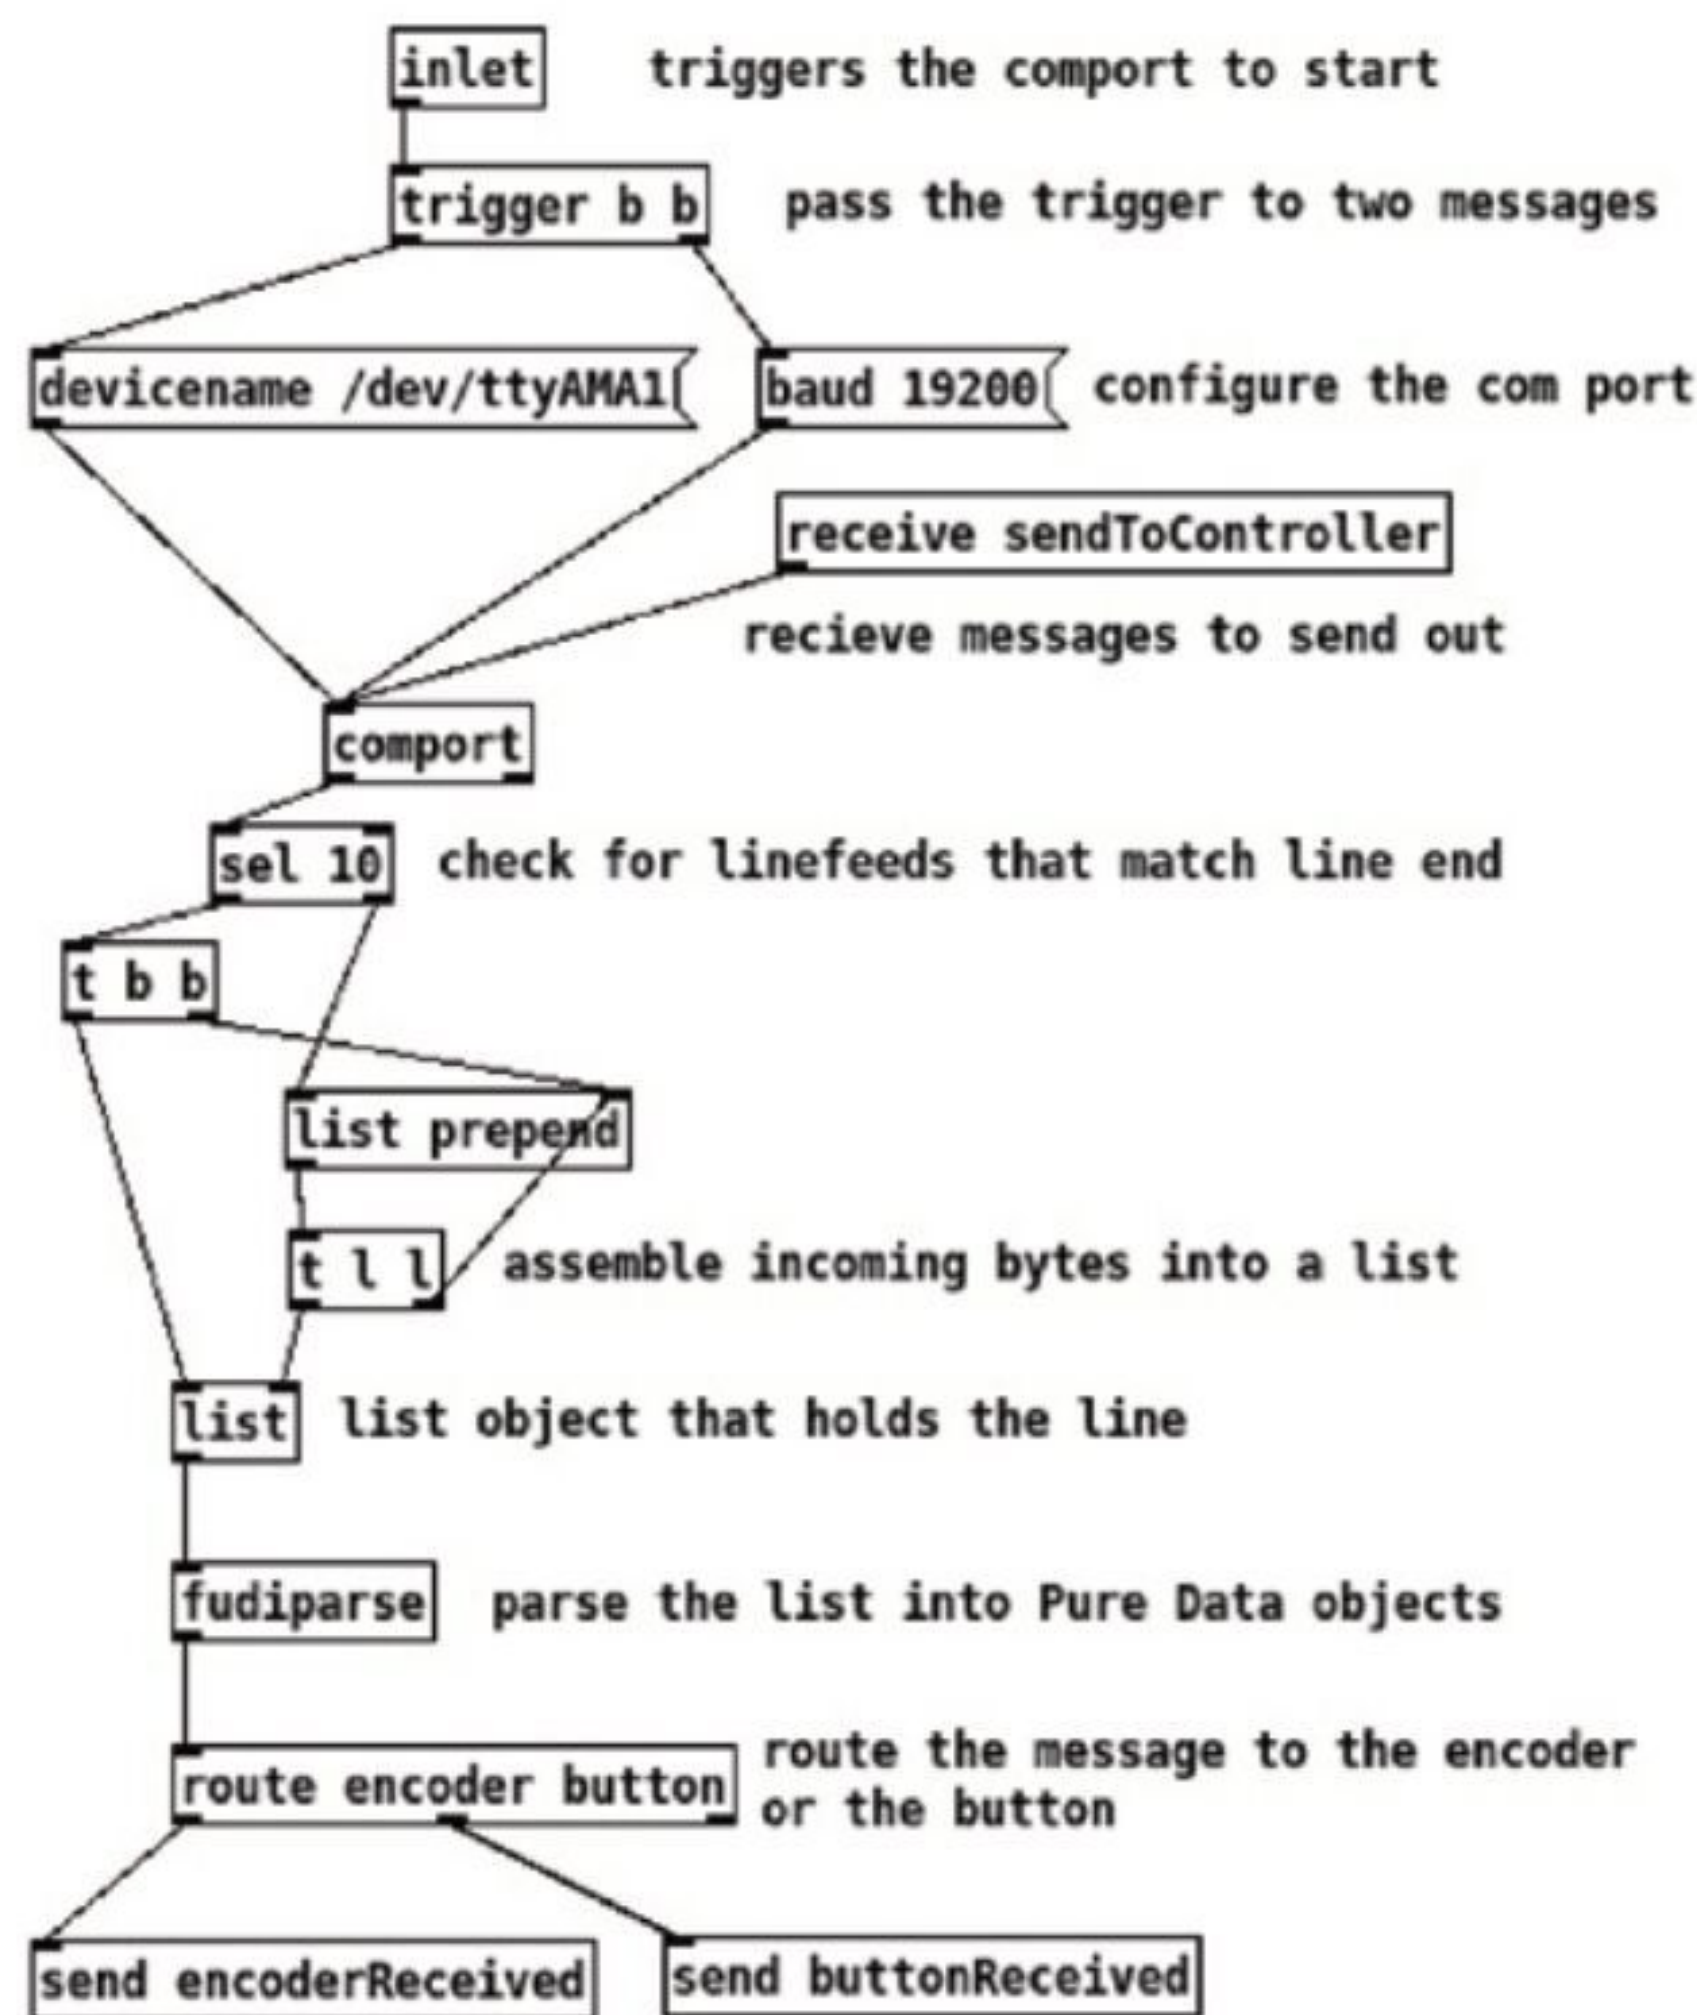 inlet triggers the comport to start
trigger b b pass the trigger to two messages
devicename /dev/ttyAMA1 baud 19200 configure the com port
receive sendToController
recieve messages to send out
comport
sel 10 check for linefeeds that match line end
t b b
list prepend
t l l assemble incoming bytes into a list
list list object that holds the line
fudiparse parse the list into Pure Data objects
route encoder button route the message to the encoder
or the button
send encoderReceived send buttonReceived